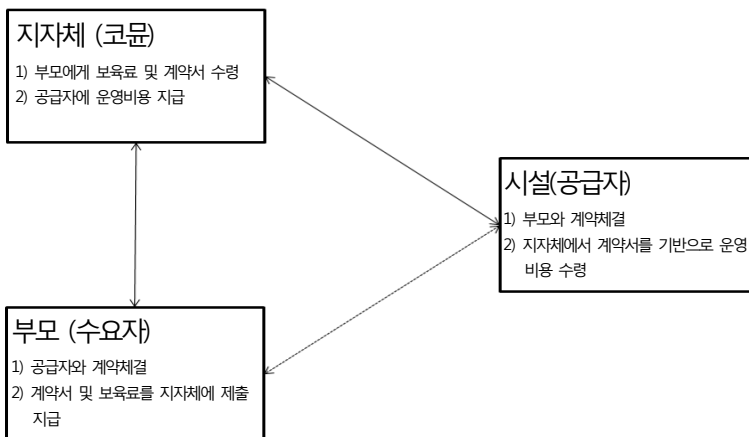 지자체 (코뮨)
1) 부모에게 보육료 및 계약서 수령
2) 공급자에 운영비용 지급
시설(공급자)
1) 부모와 계약체결
2) 지자체에서 계약서를 기반으로 운영
비용 수령
부모 (수요자)
1) 공급자와 계약체결
2) 계약서 및 보육료를 지자체에 제출
지급